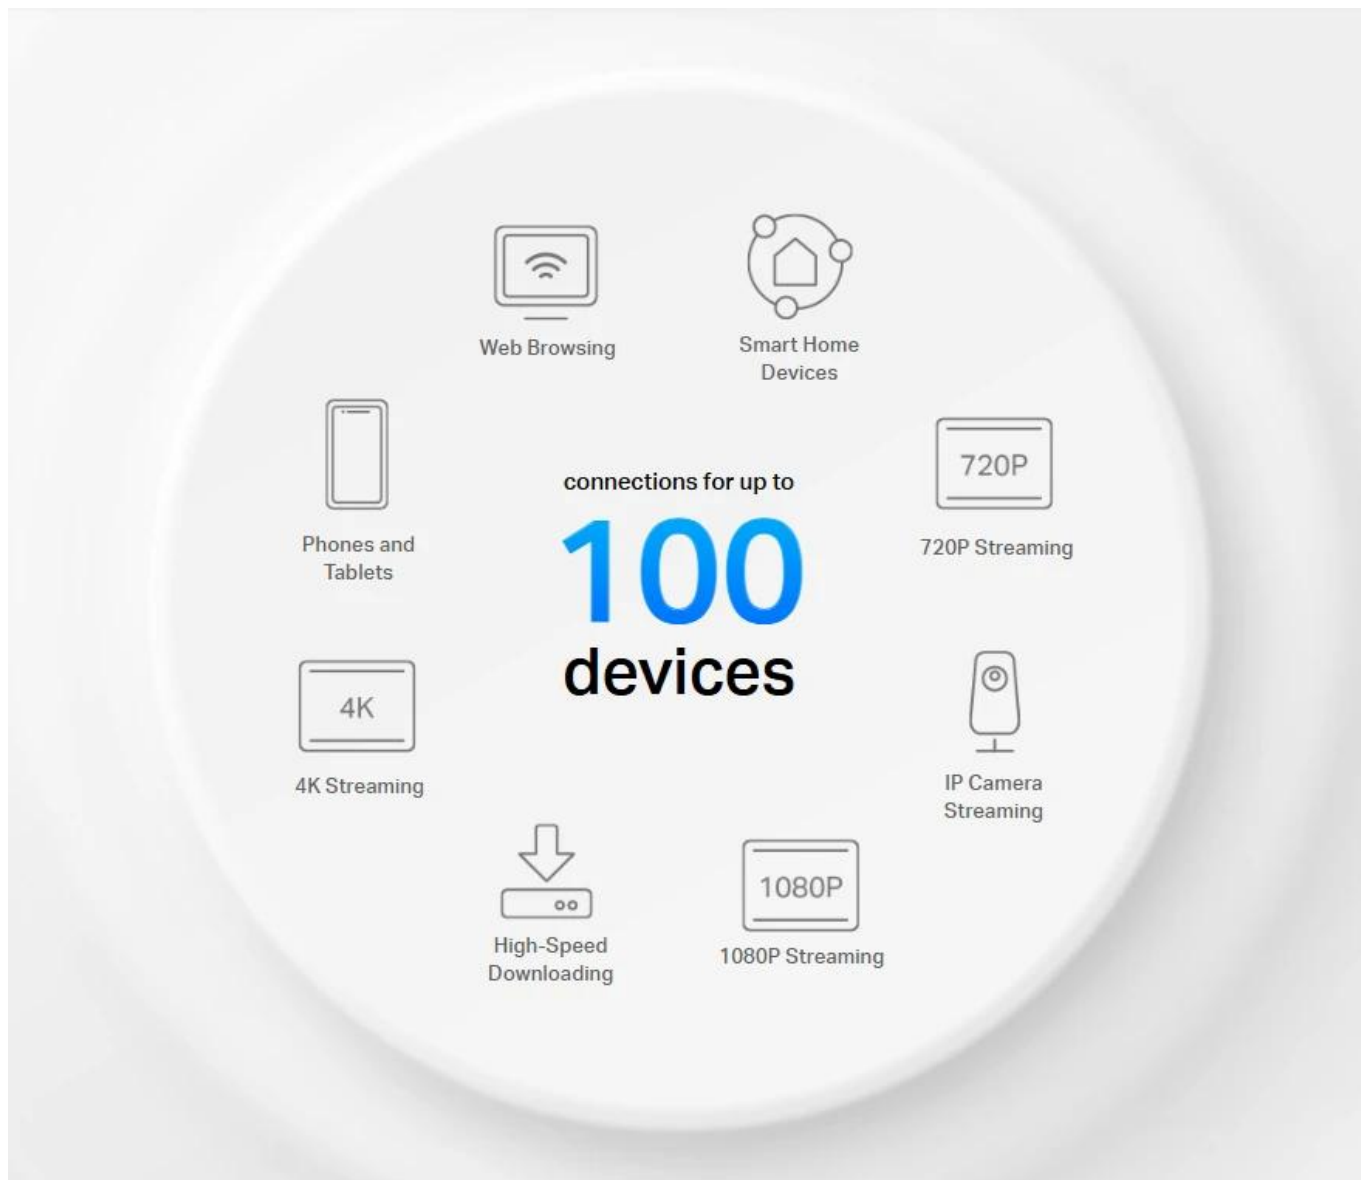 Web Browsing
Smart Home
Devices
Phones and
Tablets
connections for up to
100
devices
720P
720P Streaming
4K
4K Streaming
IP Camera
Streaming
High-Speed
Downloading
1080P
1080P Streaming